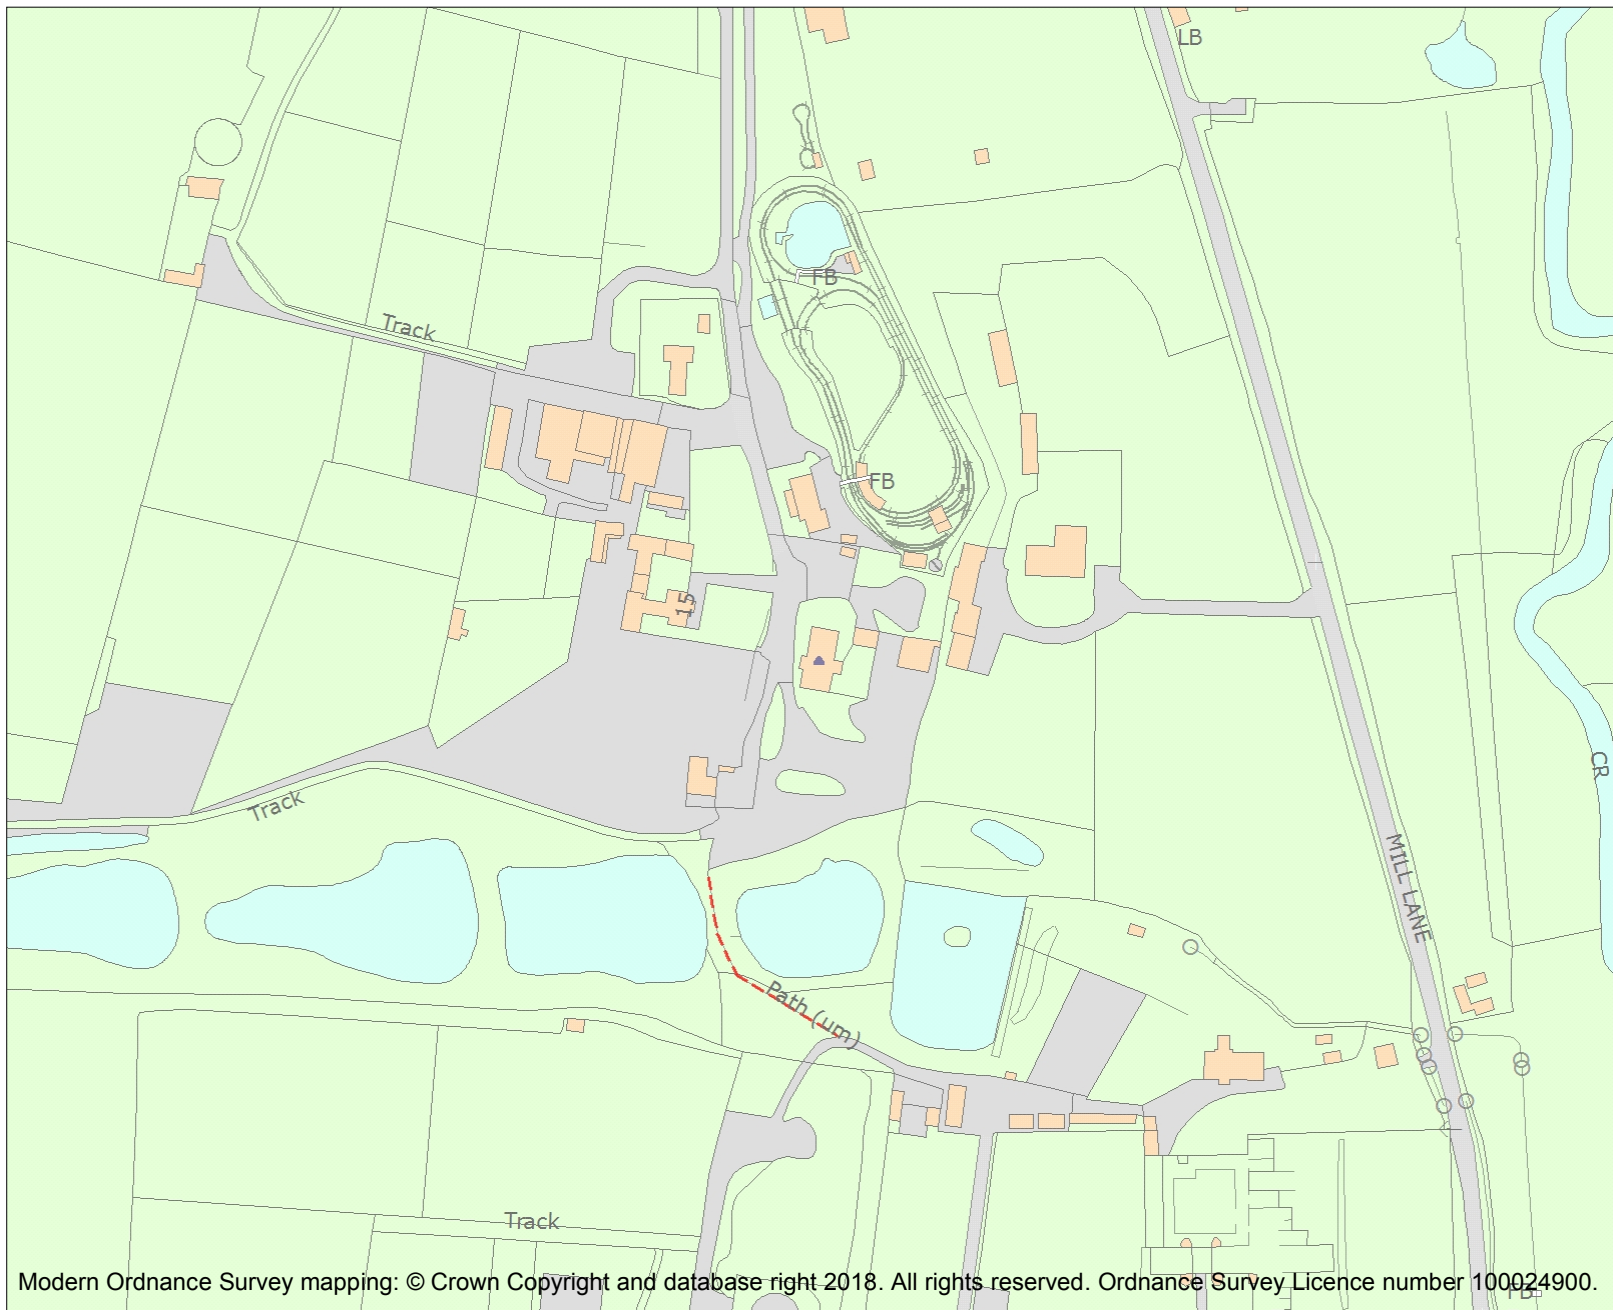 LB
FB
Track
FB
15
CR
Track
MILL LANE
Path (um)
Track
Modern Ordnance Survey mapping: © Crown Copyright and database right 2018. All rights reserved. Ordnance Survey Licence number 100024900.
FB